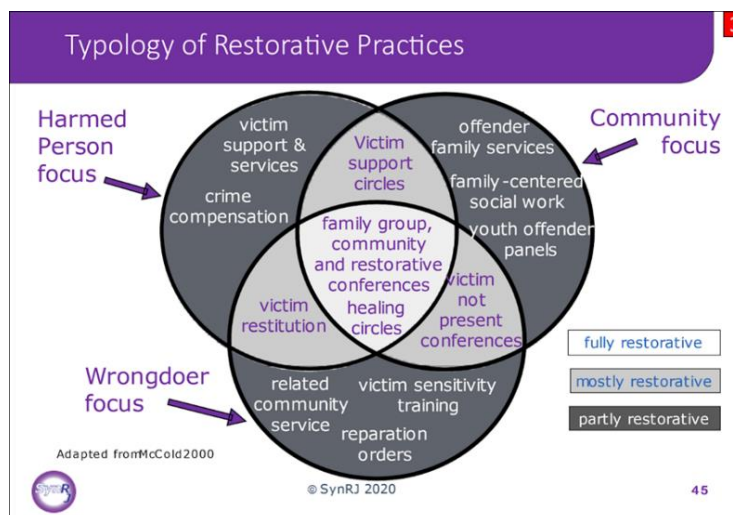 Typology of Restorative Practices
Harmed
Person
focus
Community
focus
victim
support &
services
crime
compensation
Victim
support
circles
offender
family services
family-centered
social work
youth offender
panels
family group,
community
and restorative
conferences
healing
circles
victim
restitution
victim
not
present
conferences
Wrongdoer
focus
related
community
service
victim sensitivity
training
reparation
orders
fully restorative
mostly restorative
partly restorative
Adapted fromMcCold2000
SynRJ
© SynRJ 2020
45